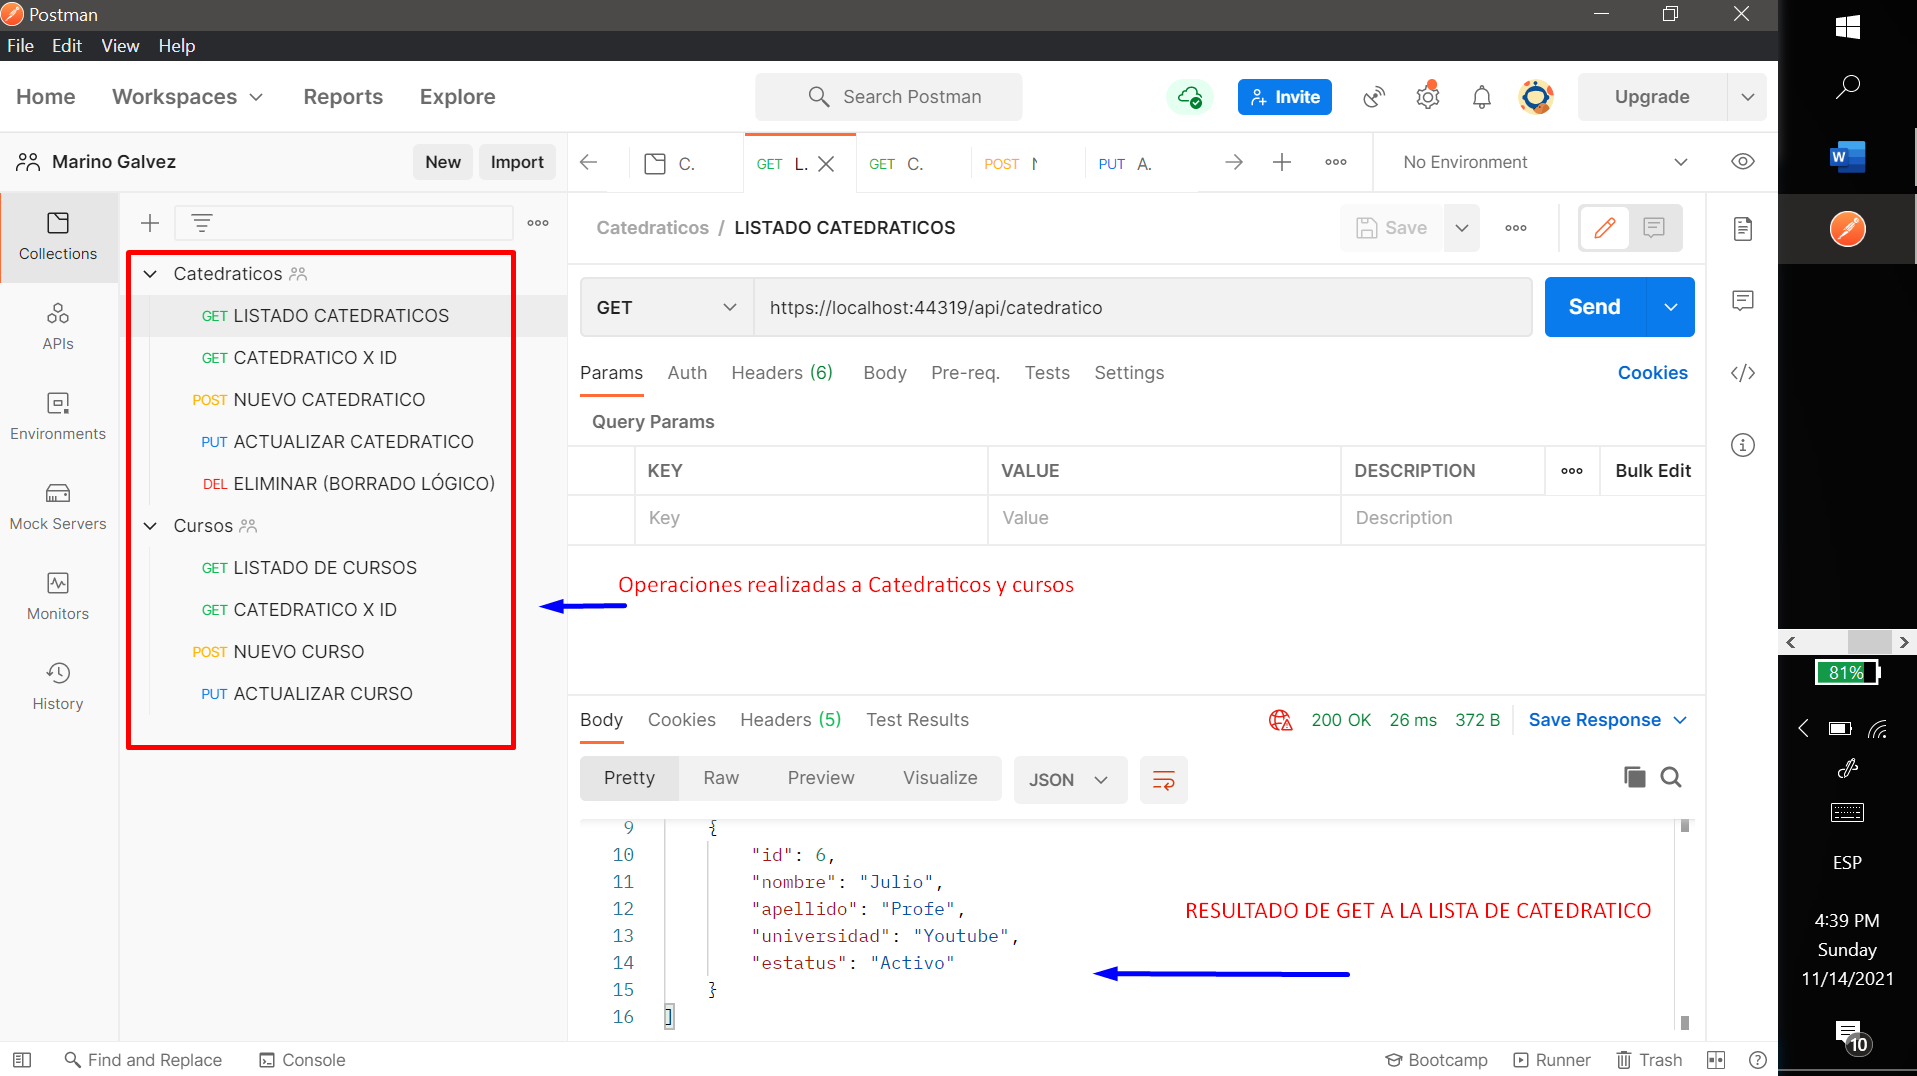 Postman
File Edit View Help
Home Workspaces Reports Explore
Search Postman
Invite
Upgrade
Marino Galvez
New Import
C.
GET L.
GET C.
POST
PUT A.
No Environment
Collections
APIs
Environments
Mock Servers
Monitors
History
Catedraticos
GET LISTADO CATEDRATICOS
GET CATEDRATICO X ID
POST NUEVO CATEDRATICO
PUT ACTUALIZAR CATEDRATICO
DEL ELIMINAR (BORRADO LÓGICO)
Cursos
GET LISTADO DE CURSOS
GET CATEDRATICO X ID
POST NUEVO CURSO
PUT ACTUALIZAR CURSO
Catedraticos / LISTADO CATEDRATICOS
Save
GET https://localhost:44319/api/catedratico
Send
Params Auth Headers (6) Body Pre-req. Tests Settings
Cookies
Query Params
KEY VALUE DESCRIPTION
Bulk Edit
Key Value Description
Operaciones realizadas a Catedraticos y cursos
Body Cookies Headers (5) Test Results
200 OK 26 ms 372 B
Save Response
Pretty Raw Preview Visualize
JSON
9 {
10 "id": 6,
11 "nombre": "Julio",
12 "apellido": "Profe",
13 "universidad": "Youtube",
14 "estatus": "Activo"
15 }
16 ]
RESULTADO DE GET A LA LISTA DE CATEDRATICO
Find and Replace Console
Bootcamp Runner Trash
W
81%
ESP
4:39 PM
Sunday
11/14/2021
10